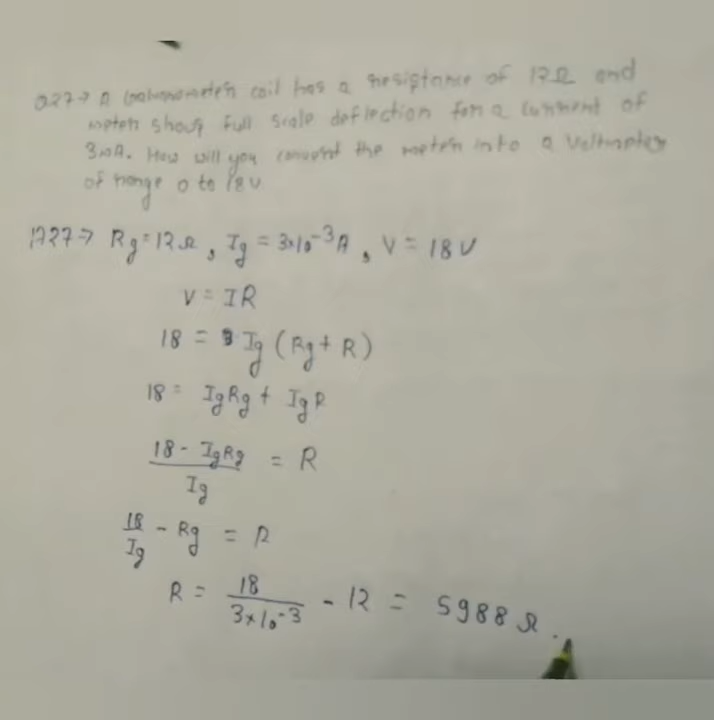 Q27→ A Galvanometer coil has a resistance of 12Ω and
meter shows full scale deflection for a current of
3mA. How will you convert the meter into a voltmeter
of range 0 to 18V
A27→ Rg=12Ω, Ig = 3×10⁻³A, V = 18V
V = IR
18 = Ig (Rg + R)
18 = IgRg + IgR
18 - IgRg / Ig = R
18/Ig - Rg = R
R = 18 / 3×10⁻³ - 12 = 5988Ω.